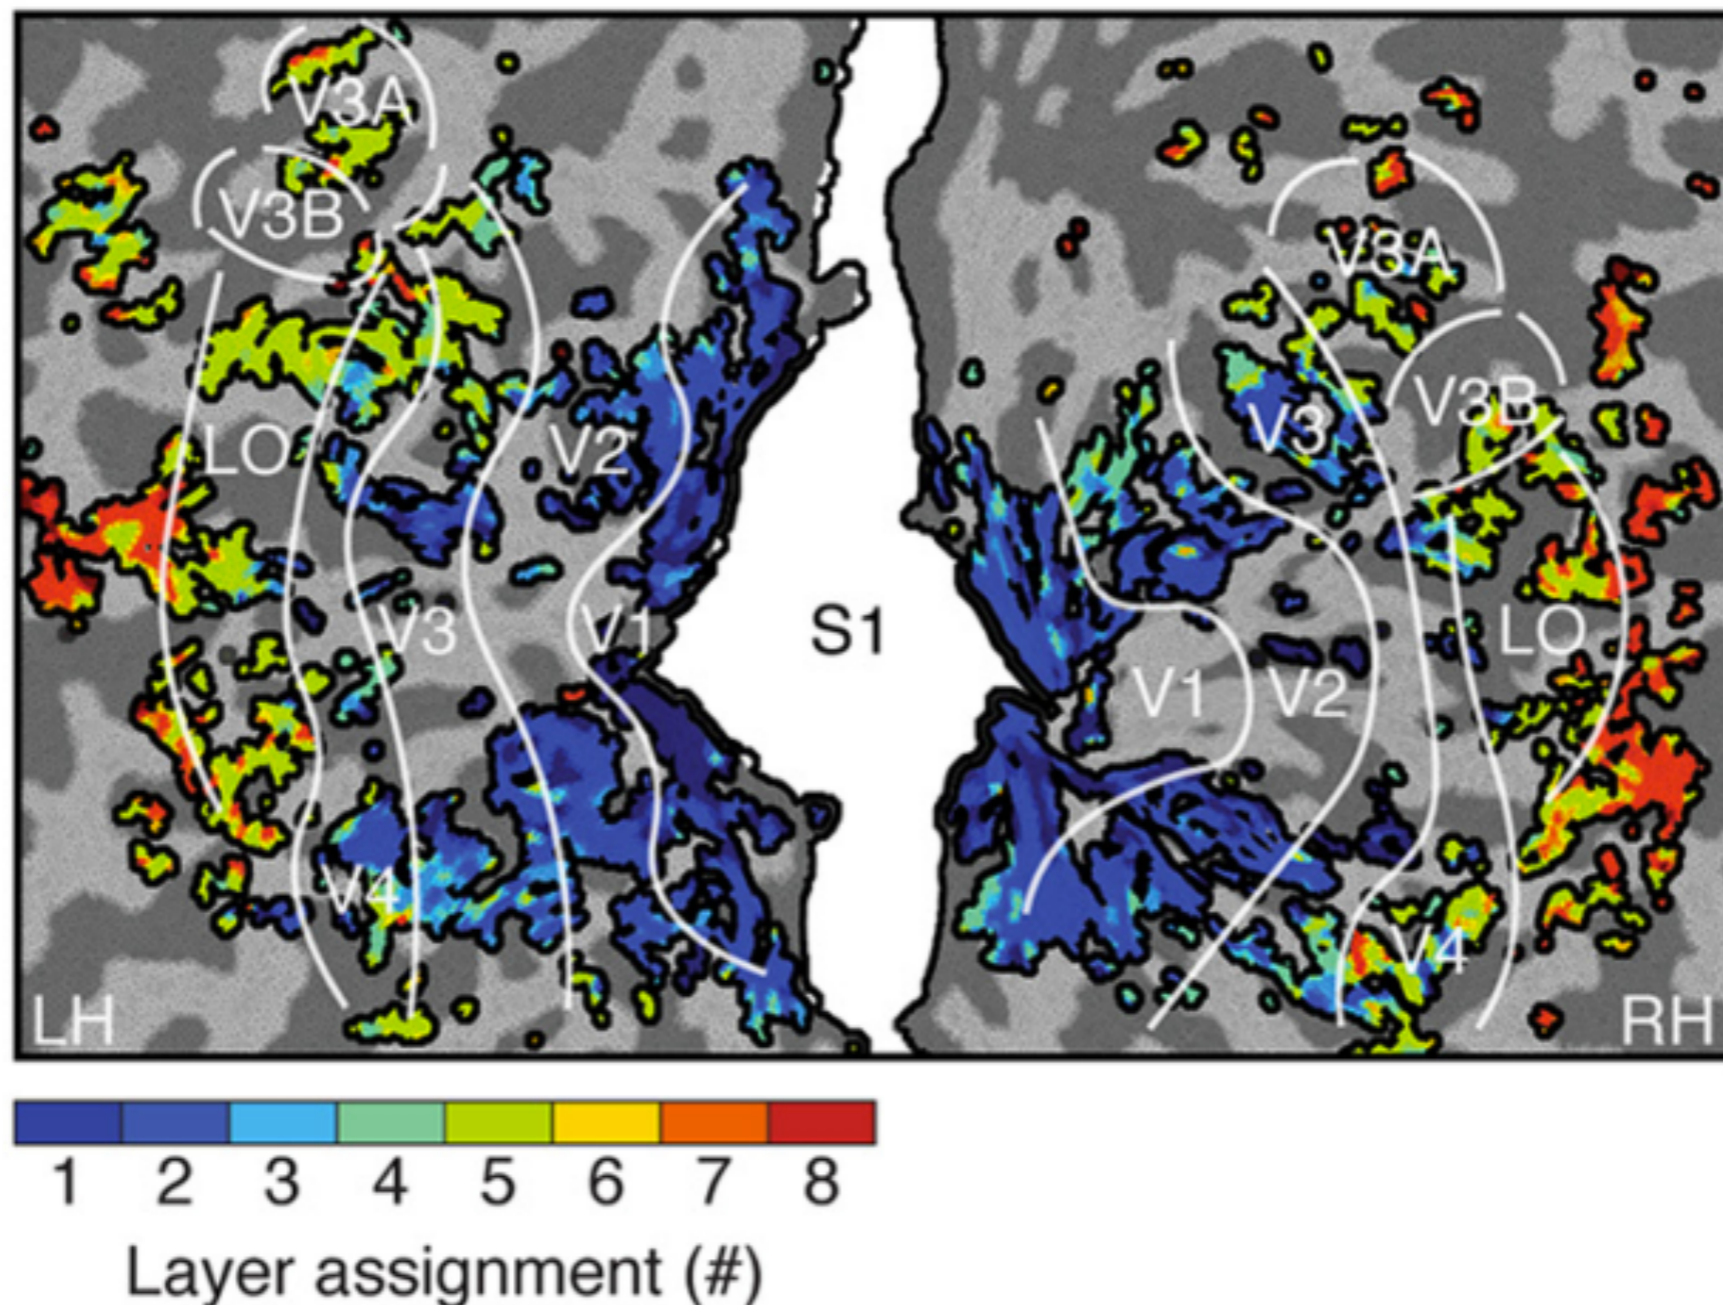 V3A
V3B
LO
V2
V3
V1
V4
LH
S1
V3A
V3B
V3
LO
V1
V2
V4
RH
1 2 3 4 5 6 7 8
Layer assignment (#)